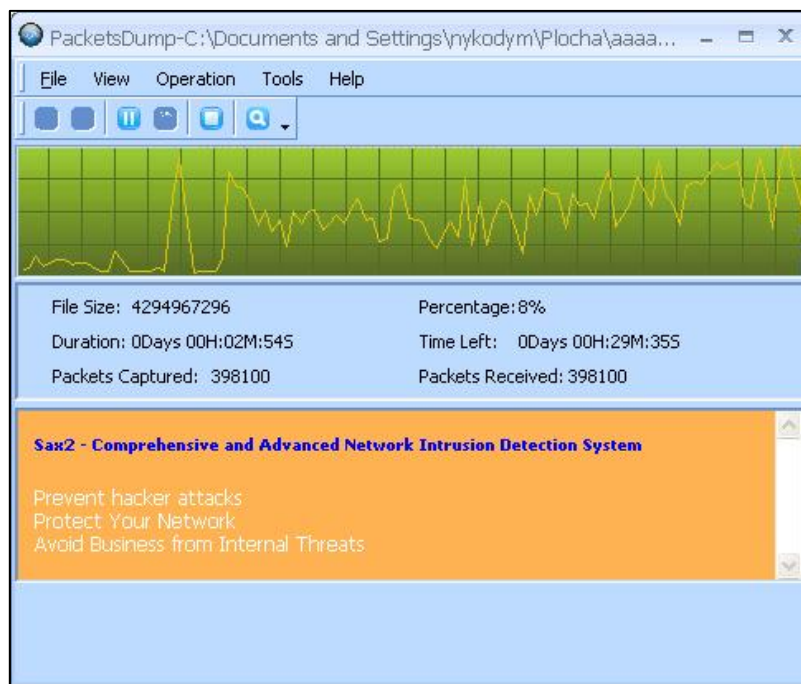 PacketsDump-C:\Documents and Settings\nykodym\Plocha\aaaa...
File View Operation Tools Help
File Size: 4294967296 Percentage: 8%
Duration: 0Days 00H:02M:54S Time Left: 0Days 00H:29M:35S
Packets Captured: 398100 Packets Received: 398100
Sax2 - Comprehensive and Advanced Network Intrusion Detection System
Prevent hacker attacks
Protect Your Network
Avoid Business from Internal Threats